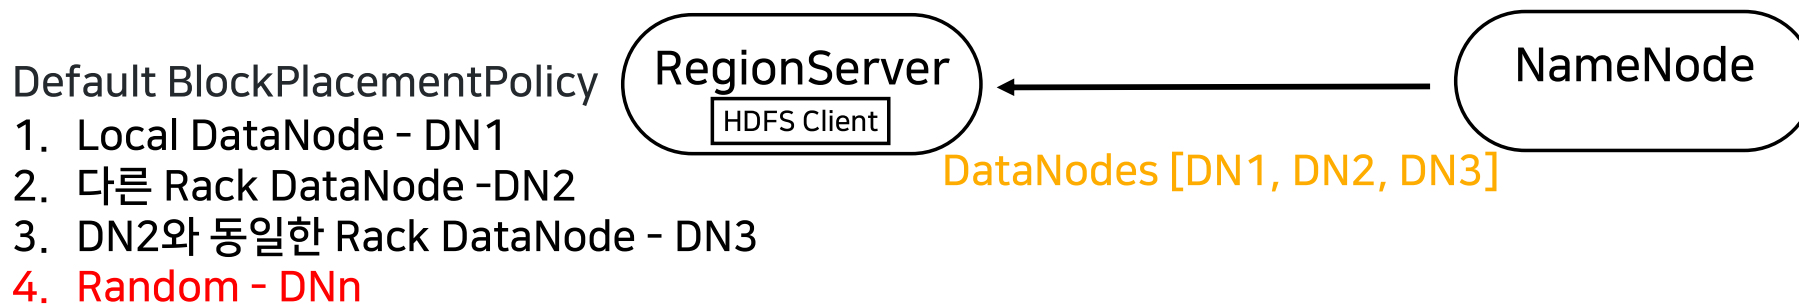 Default BlockPlacementPolicy
1. Local DataNode - DN1
2. 다른 Rack DataNode -DN2
3. DN2와 동일한 Rack DataNode - DN3
4. Random - DNn
RegionServer
HDFS Client
DataNodes [DN1, DN2, DN3]
NameNode